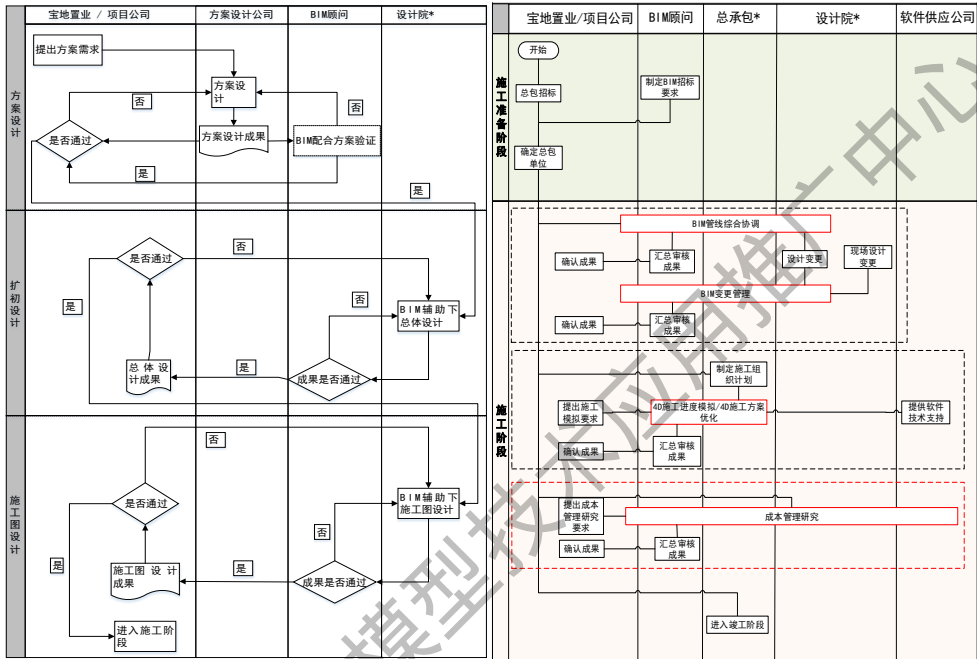 宝地置业 / 项目公司
方案设计公司
BIM顾问
设计院*
方案设计
提出方案需求
方案设
计
否
否
是否通过
方案设计成果
BIM配合方案验证
是
是
扩初设计
是否通过
否
是
否
BIM辅助下
总体设计
总体设
计成果
是
成果是否通过
施工图设计
否
是否通过
BIM辅助下
施工图设计
否
是
施工图设计
成果
是
成果是否通过
进入施工阶
段
宝地置业/项目公司
BIM顾问
总承包*
设计院*
软件供应公司
施工准备阶段
开始
总包招标
制定BIM招标
要求
确定总包
单位
施工阶段
BIM管线综合协调
确认成果
汇总审核
成果
设计变更
现场设计
变更
BIM变更管理
确认成果
汇总审核
成果
制定施工组
织计划
提出施工
模拟要求
4D施工进度模拟/4D施工方案
优化
提供软件
技术支持
确认成果
汇总审核
成果
提出成本
管理研究
要求
成本管理研究
确认成果
汇总审核
成果
进入竣工阶段
模型技术应用推广中心